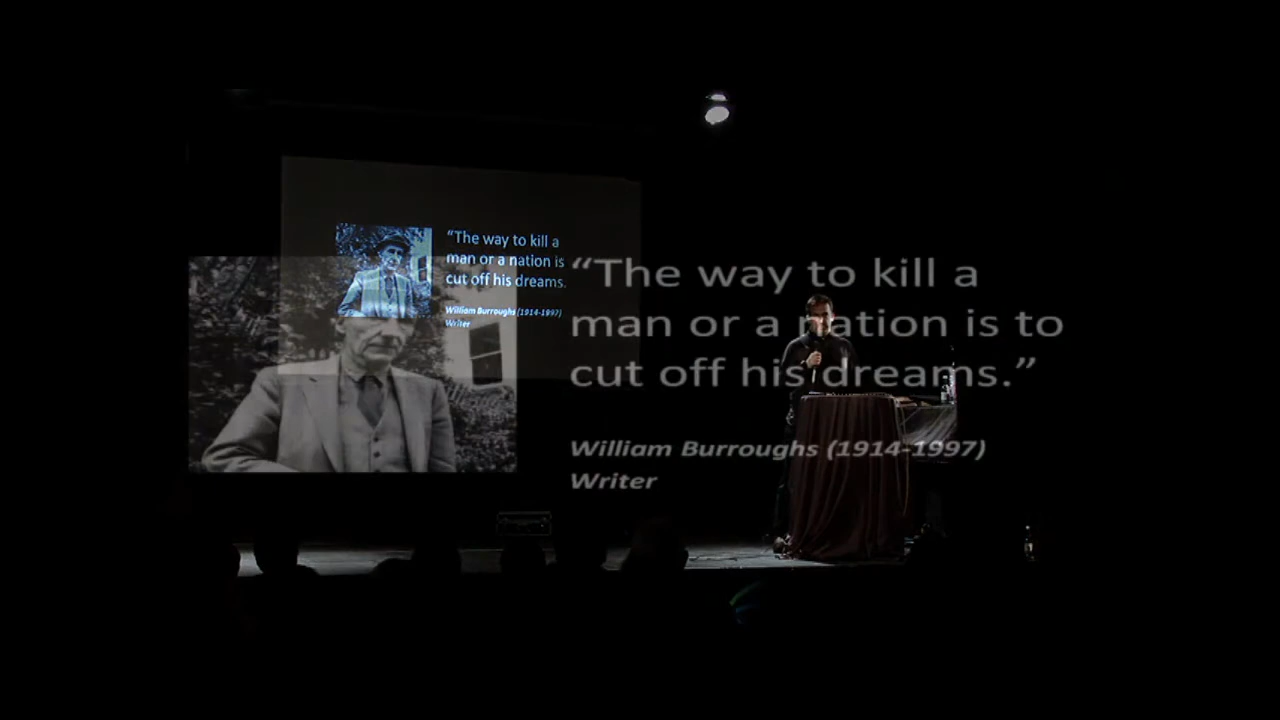 “The way to kill a
man or a nation is
cut off his dreams.
William Burroughs (1914-1997)
Writer
“The way to kill a
man or a nation is to
cut off his dreams.”
William Burroughs (1914-1997)
Writer